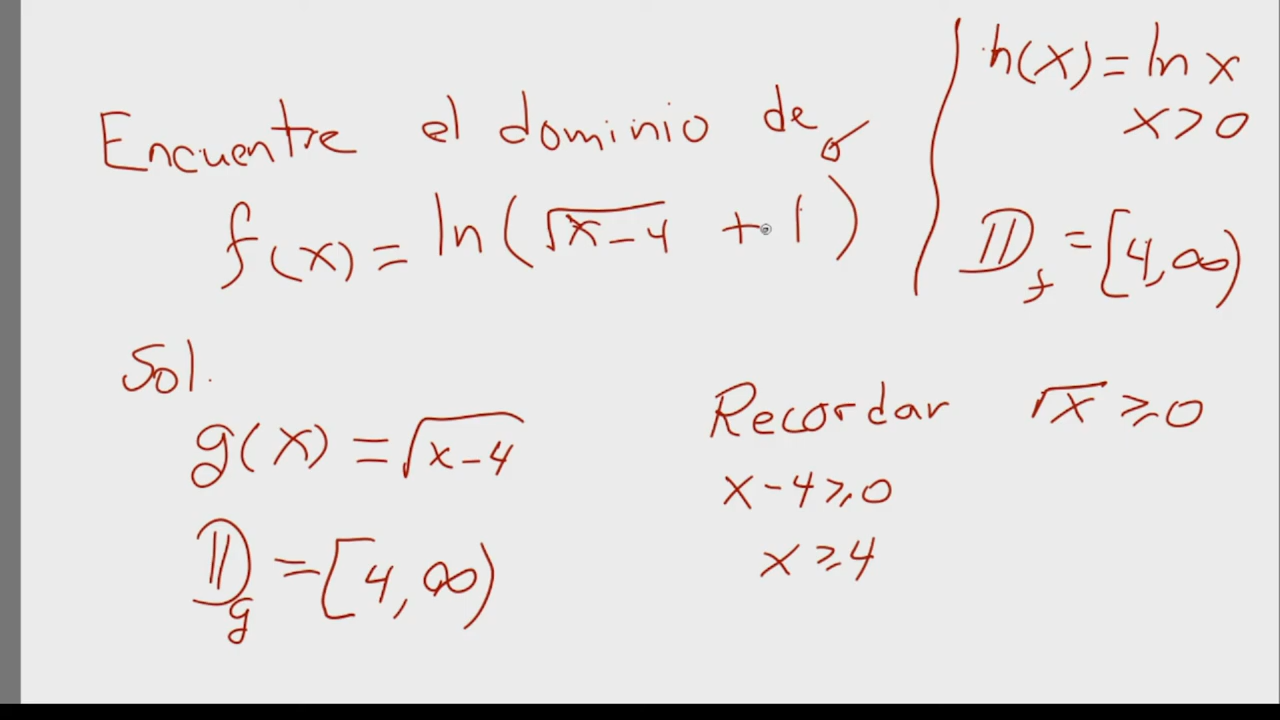 Encuentre el dominio de
f(x) = ln(√x-4 + 1)
h(x) = ln x
x > 0
D_f = [4, ∞)
Sol.
g(x) = √x-4
D_g = [4, ∞)
Recordar √x ≥ 0
x - 4 ≥ 0
x ≥ 4